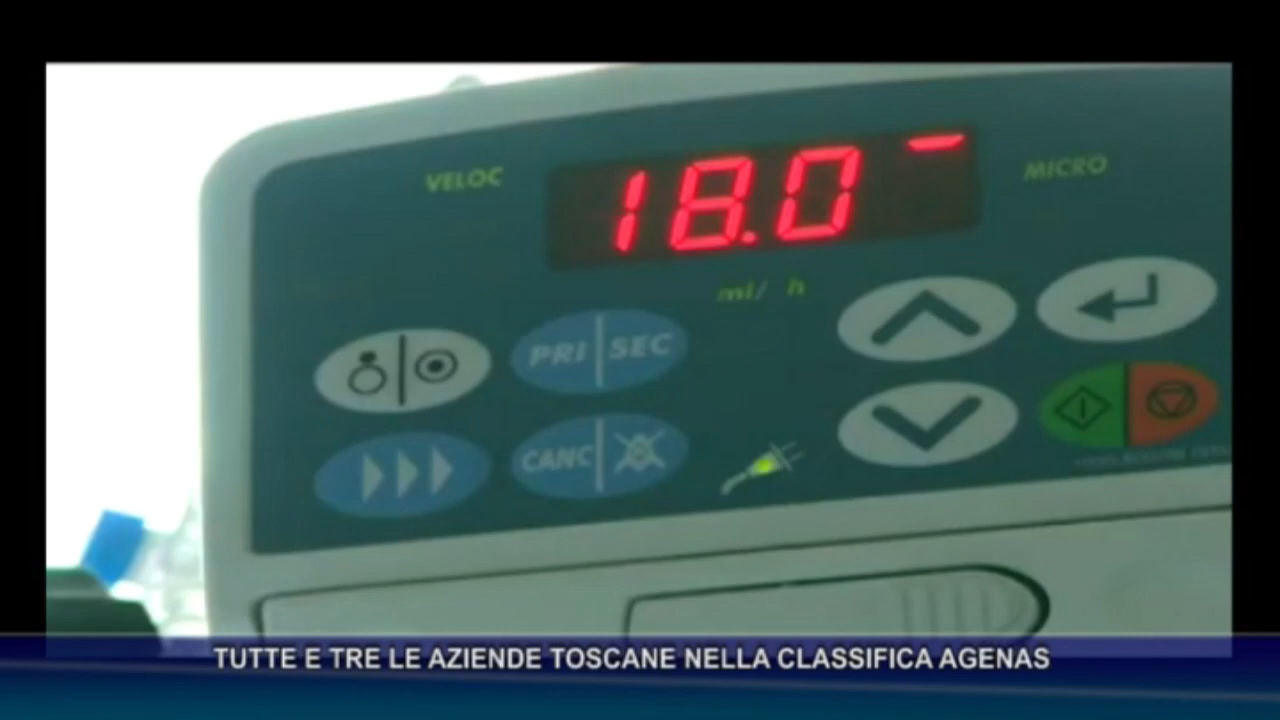 VELOC
18.0
MICRO
ml/ h
PRI SEC
CANC
TUTTE E TRE LE AZIENDE TOSCANE NELLA CLASSIFICA AGENAS